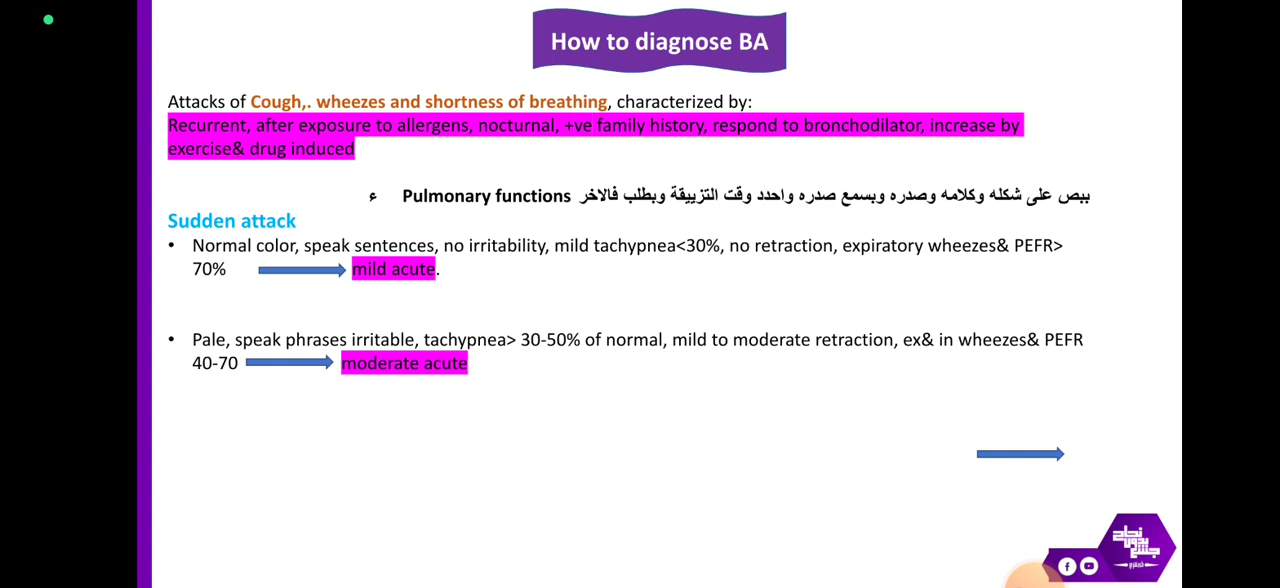 How to diagnose BA
Attacks of Cough,. wheezes and shortness of breathing, characterized by:
Recurrent, after exposure to allergens, nocturnal, +ve family history, respond to bronchodilator, increase by
exercise& drug induced
ببص على شكله وكلامه وصدره وبسمع صدره واحدد وقت التزييقة وبطلب فالاخر Pulmonary functions ء
Sudden attack
• Normal color, speak sentences, no irritability, mild tachypnea<30%, no retraction, expiratory wheezes& PEFR>
70% mild acute.
• Pale, speak phrases irritable, tachypnea> 30-50% of normal, mild to moderate retraction, ex& in wheezes& PEFR
40-70 moderate acute